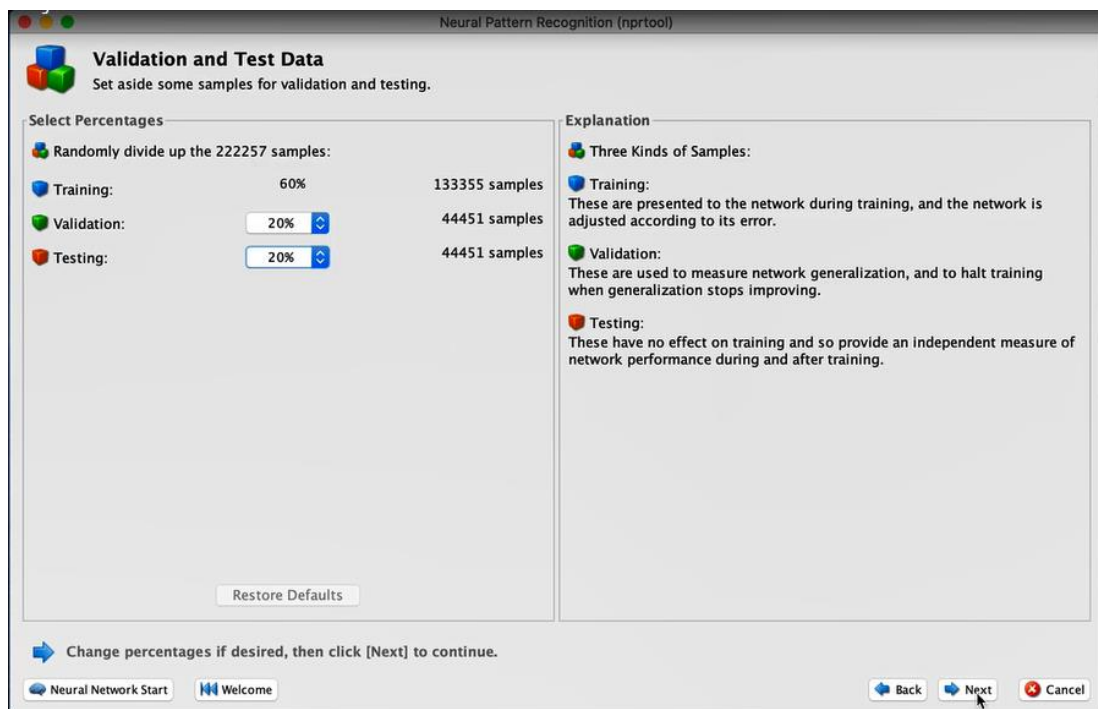 Neural Pattern Recognition (nprtool)
Validation and Test Data
Set aside some samples for validation and testing.
Select Percentages
Randomly divide up the 222257 samples:
Training: 60% 133355 samples
Validation: 20% 44451 samples
Testing: 20% 44451 samples
Restore Defaults
Explanation
Three Kinds of Samples:
Training:
These are presented to the network during training, and the network is
adjusted according to its error.
Validation:
These are used to measure network generalization, and to halt training
when generalization stops improving.
Testing:
These have no effect on training and so provide an independent measure of
network performance during and after training.
Change percentages if desired, then click [Next] to continue.
Neural Network Start Welcome Back Next Cancel